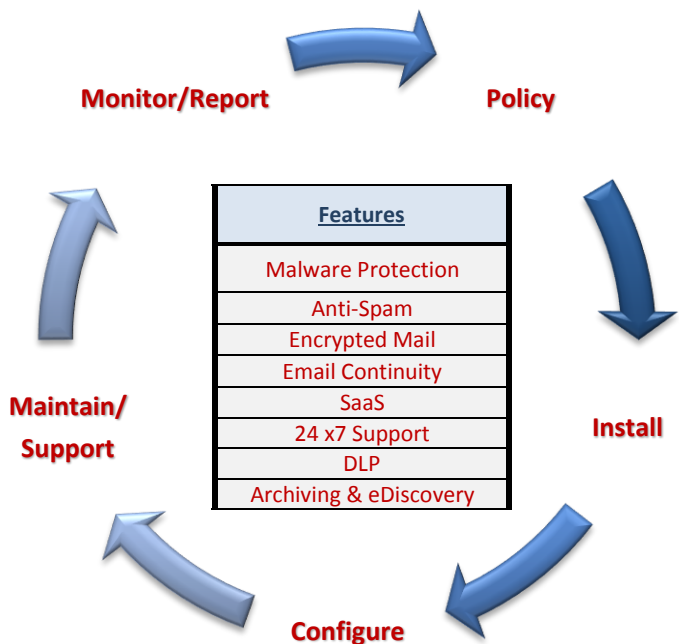 Monitor/Report
Policy
Features
Malware Protection
Anti-Spam
Encrypted Mail
Email Continuity
SaaS
24 x7 Support
DLP
Archiving & eDiscovery
Maintain/
Support
Install
Configure